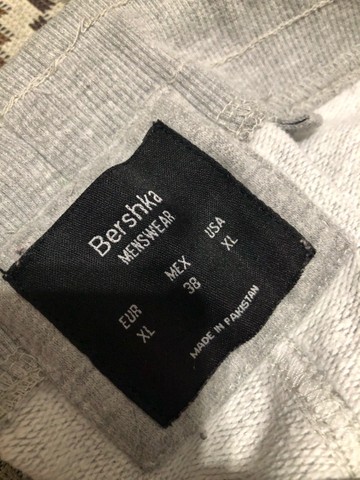 Bershka
MENSWEAR
EUR MEX USA
XL 38 XL
MADE IN PAKISTAN